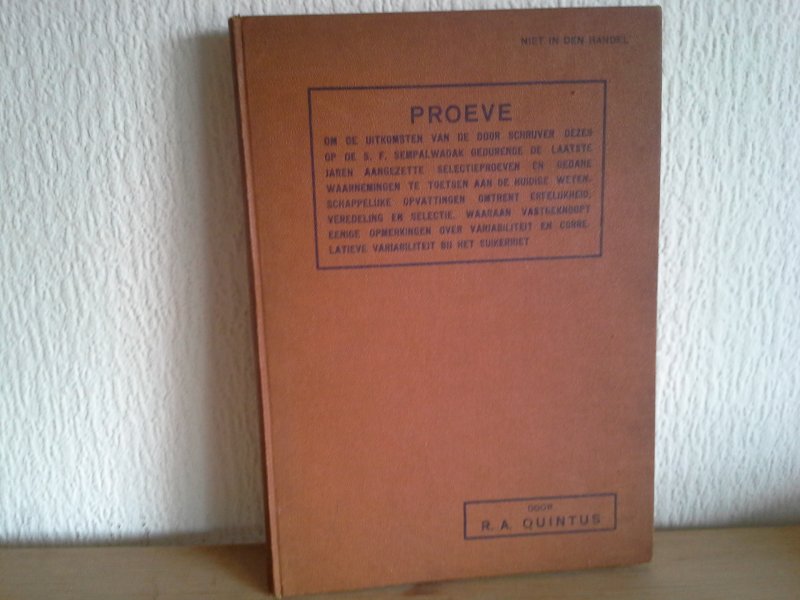 NIET IN DEN HANDEL
PROEVE
OM DE UITKOMSTEN VAN DE DOOR SCHRIJVER DEZES
OP DE S. F. SEMPALWADAK GEDURENDE DE LAATSTE
JAREN AANGEZETTE SELECTIEPROEVEN EN GEDANE
WAARNEMINGEN TE TOETSEN AAN DE HUIDIGE WETEN-
SCHAPPELIJKE OPVATTINGEN OMTRENT ERFELIJKHEID,
VEREDELING EN SELECTIE, WAARAAN VASTGEKNOOPT
EENIGE OPMERKINGEN OVER VARIABILITEIT EN CORRE-
LATIEVE VARIABILITEIT BIJ HET SUIKERRIET
DOOR
R. A. QUINTUS